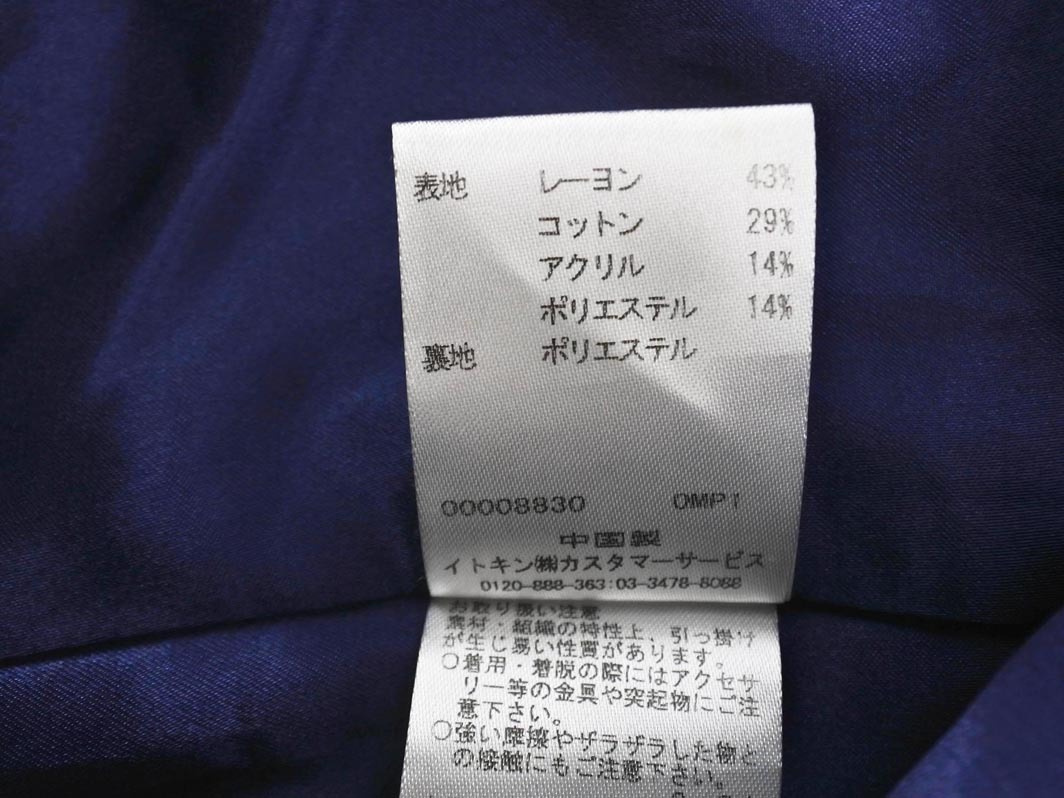 表地 レーヨン 43%
コットン 29%
アクリル 14%
ポリエステル 14%
裏地 ポリエステル
00008830 OMPI
中国製
イトキン㈱カスタマーサービス
0120-888-363:03-3478-8088
お取り扱い注意
素材・組織の特性上、引っ掛け
が生じ易い性質があります。
○着用・着脱の際にはアクセサ
リー等の金具や突起物にご注
意下さい。
○強い摩擦やザラザラした物と
の接触にもご注意下さい。